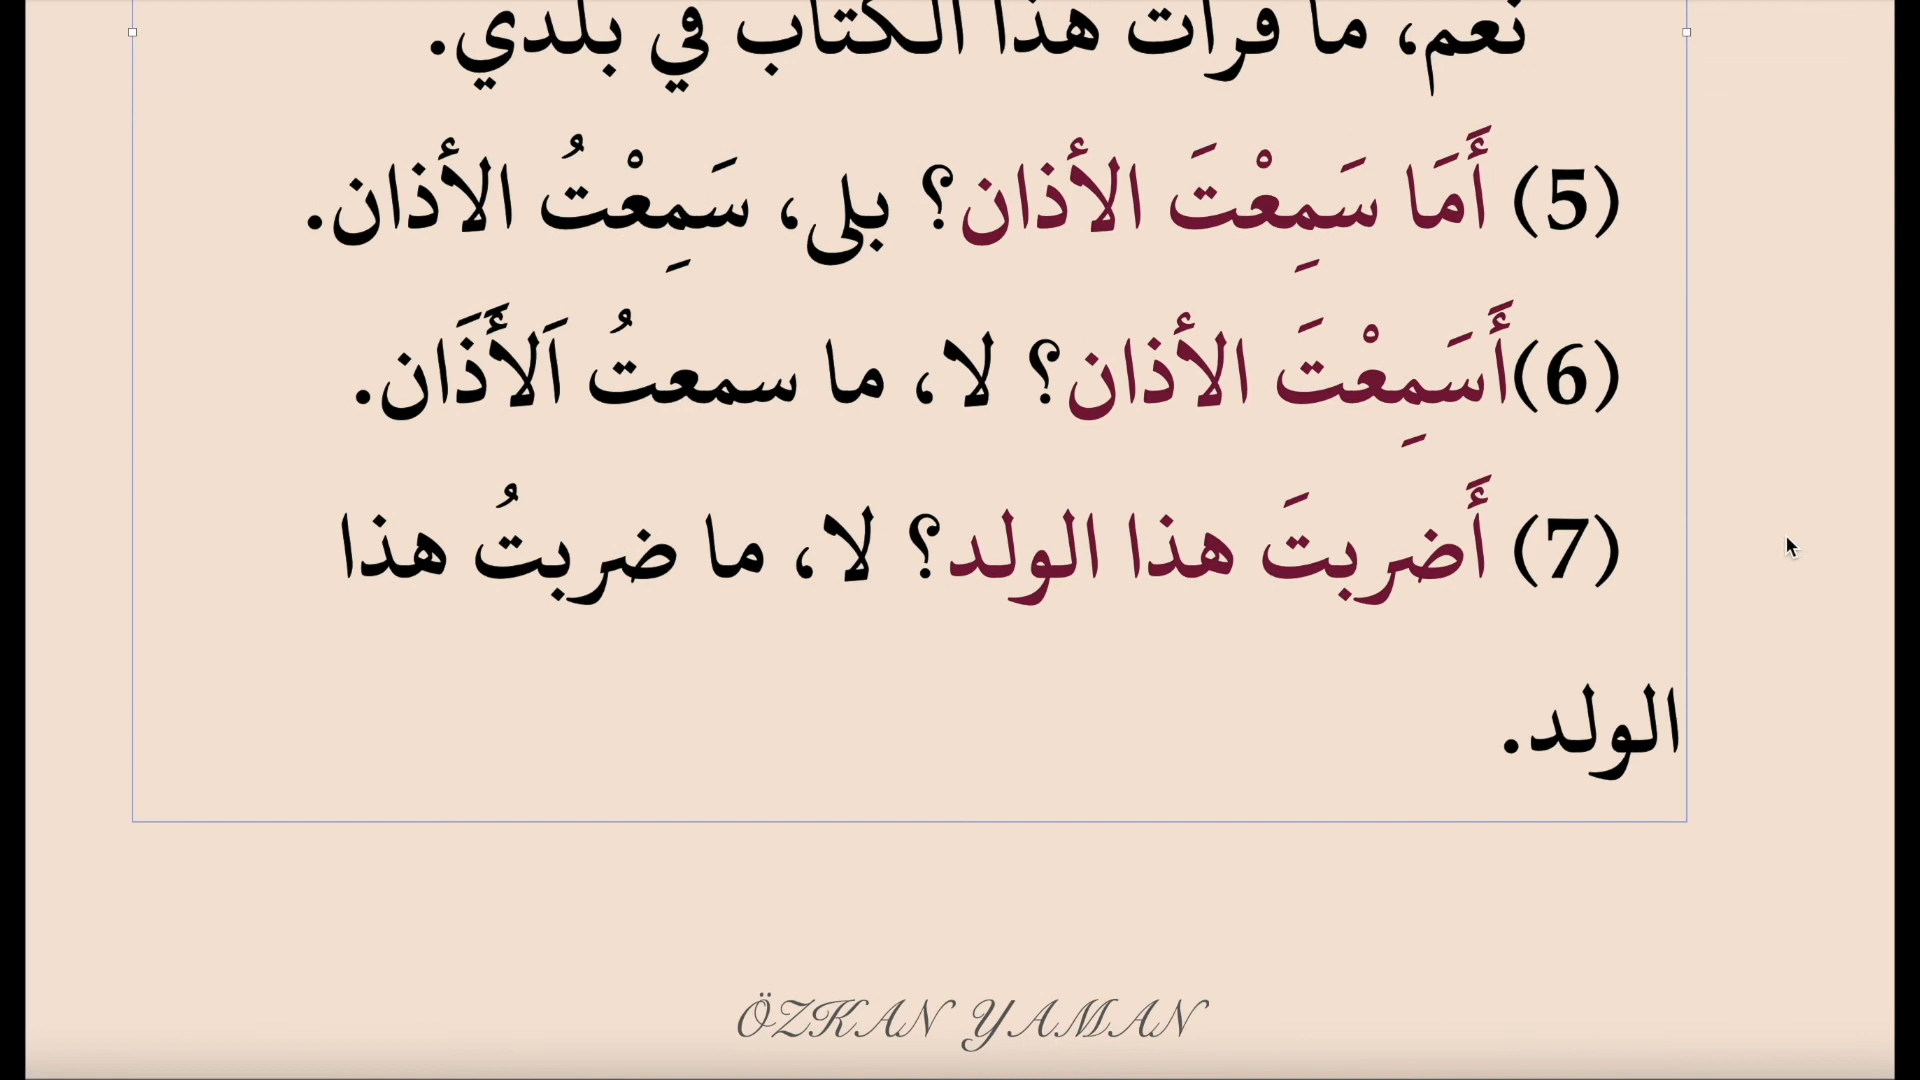 نعم، ما قرأت هذا الكتاب في بلدي.
(5) أَمَا سَمِعْتَ الأذان؟ بلى، سَمِعْتُ الأذان.
(6)أَسَمِعْتَ الأذان؟ لا، ما سمعتُ اَلأَذَان.
(7) أَضربتَ هذا الولد؟ لا، ما ضربتُ هذا
الولد.
ÖZKAN YAMAN